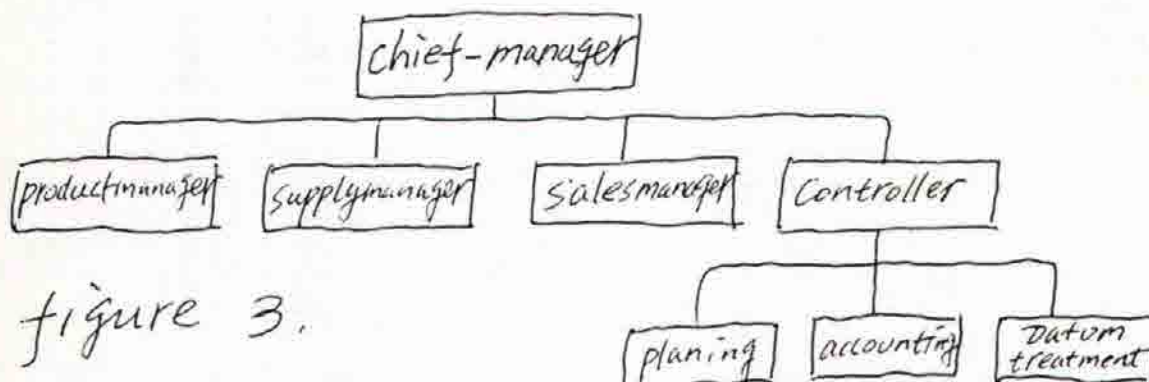 chief-manager
productmanager
supplymanager
salesmanager
Controller
figure 3.
planing
accounting
Datum
treatment